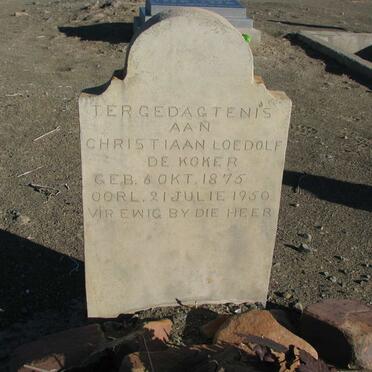 TER GEDAGTENIS
AAN
CHRISTIAAN LOEDOLF
DE KOKER
GEB. 6 OKT. 1875
OORL. 21 JULIE 1950
VIR EWIG BY DIE HEER